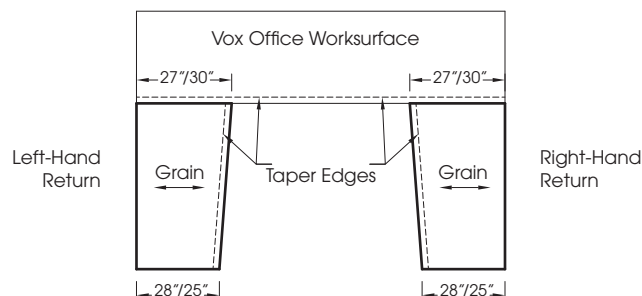 Vox Office Worksurface
27"/30"
27"/30"
Left-Hand
Return
Grain
Taper Edges
Grain
Right-Hand
Return
28"/25"
28"/25"